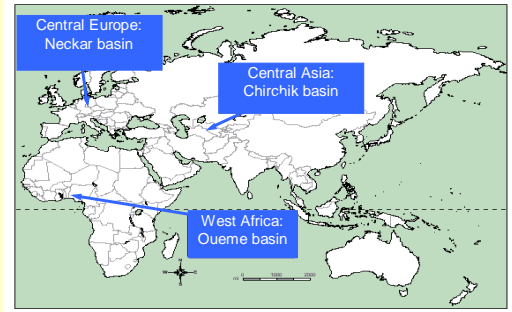 Central Europe:
Neckar basin
Central Asia:
Chirchik basin
West Africa:
Oueme basin
0 1000 2000